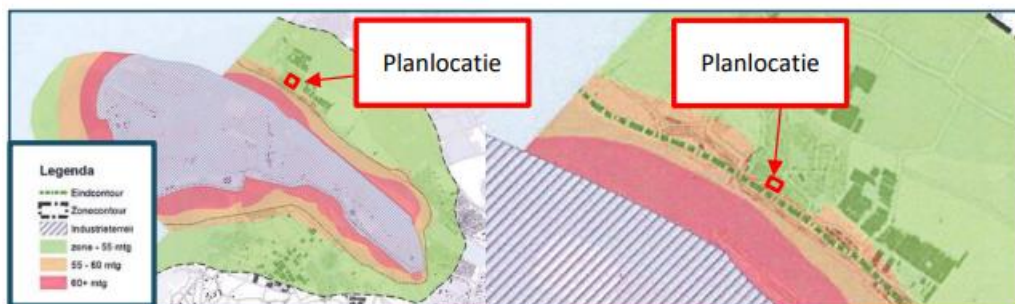 Planlocatie
Planlocatie
Legenda
Eindcontour
Zonecontour
Industrieterrein
zone - 55 mtg
55 - 60 mtg
60+ mtg